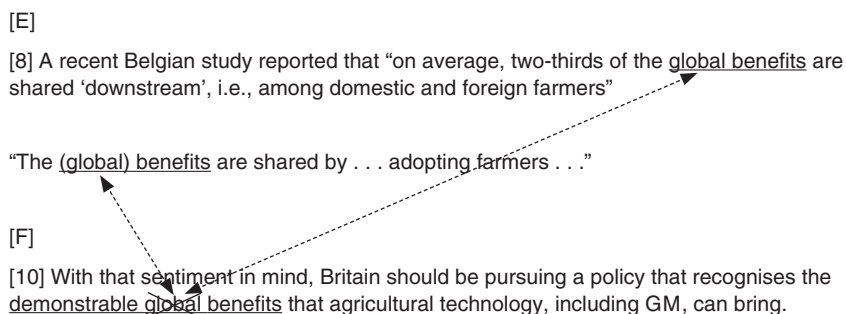 [E]
[8] A recent Belgian study reported that “on average, two-thirds of the global benefits are
shared ‘downstream’, i.e., among domestic and foreign farmers”
“The (global) benefits are shared by . . . adopting farmers . . .”
[F]
[10] With that sentiment in mind, Britain should be pursuing a policy that recognises the
demonstrable global benefits that agricultural technology, including GM, can bring.